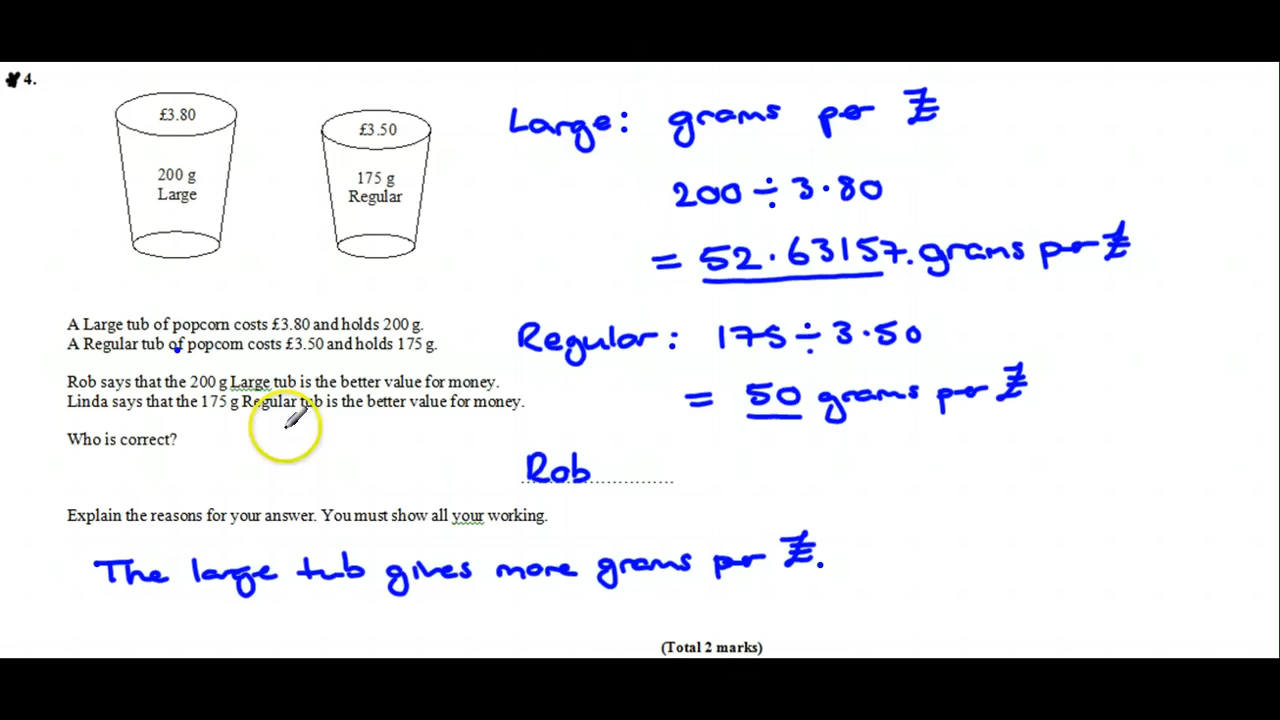 *4.
£3.80
200 g
Large
£3.50
175 g
Regular
A Large tub of popcorn costs £3.80 and holds 200 g.
A Regular tub of popcorn costs £3.50 and holds 175 g.
Rob says that the 200 g Large tub is the better value for money.
Linda says that the 175 g Regular tub is the better value for money.
Who is correct?
Large: grams per £
200 ÷ 3.80
= 52.63157. grams per £
Regular: 175 ÷ 3.50
= 50 grams per £
Rob
Explain the reasons for your answer. You must show all your working.
The large tub gives more grams per £.
(Total 2 marks)